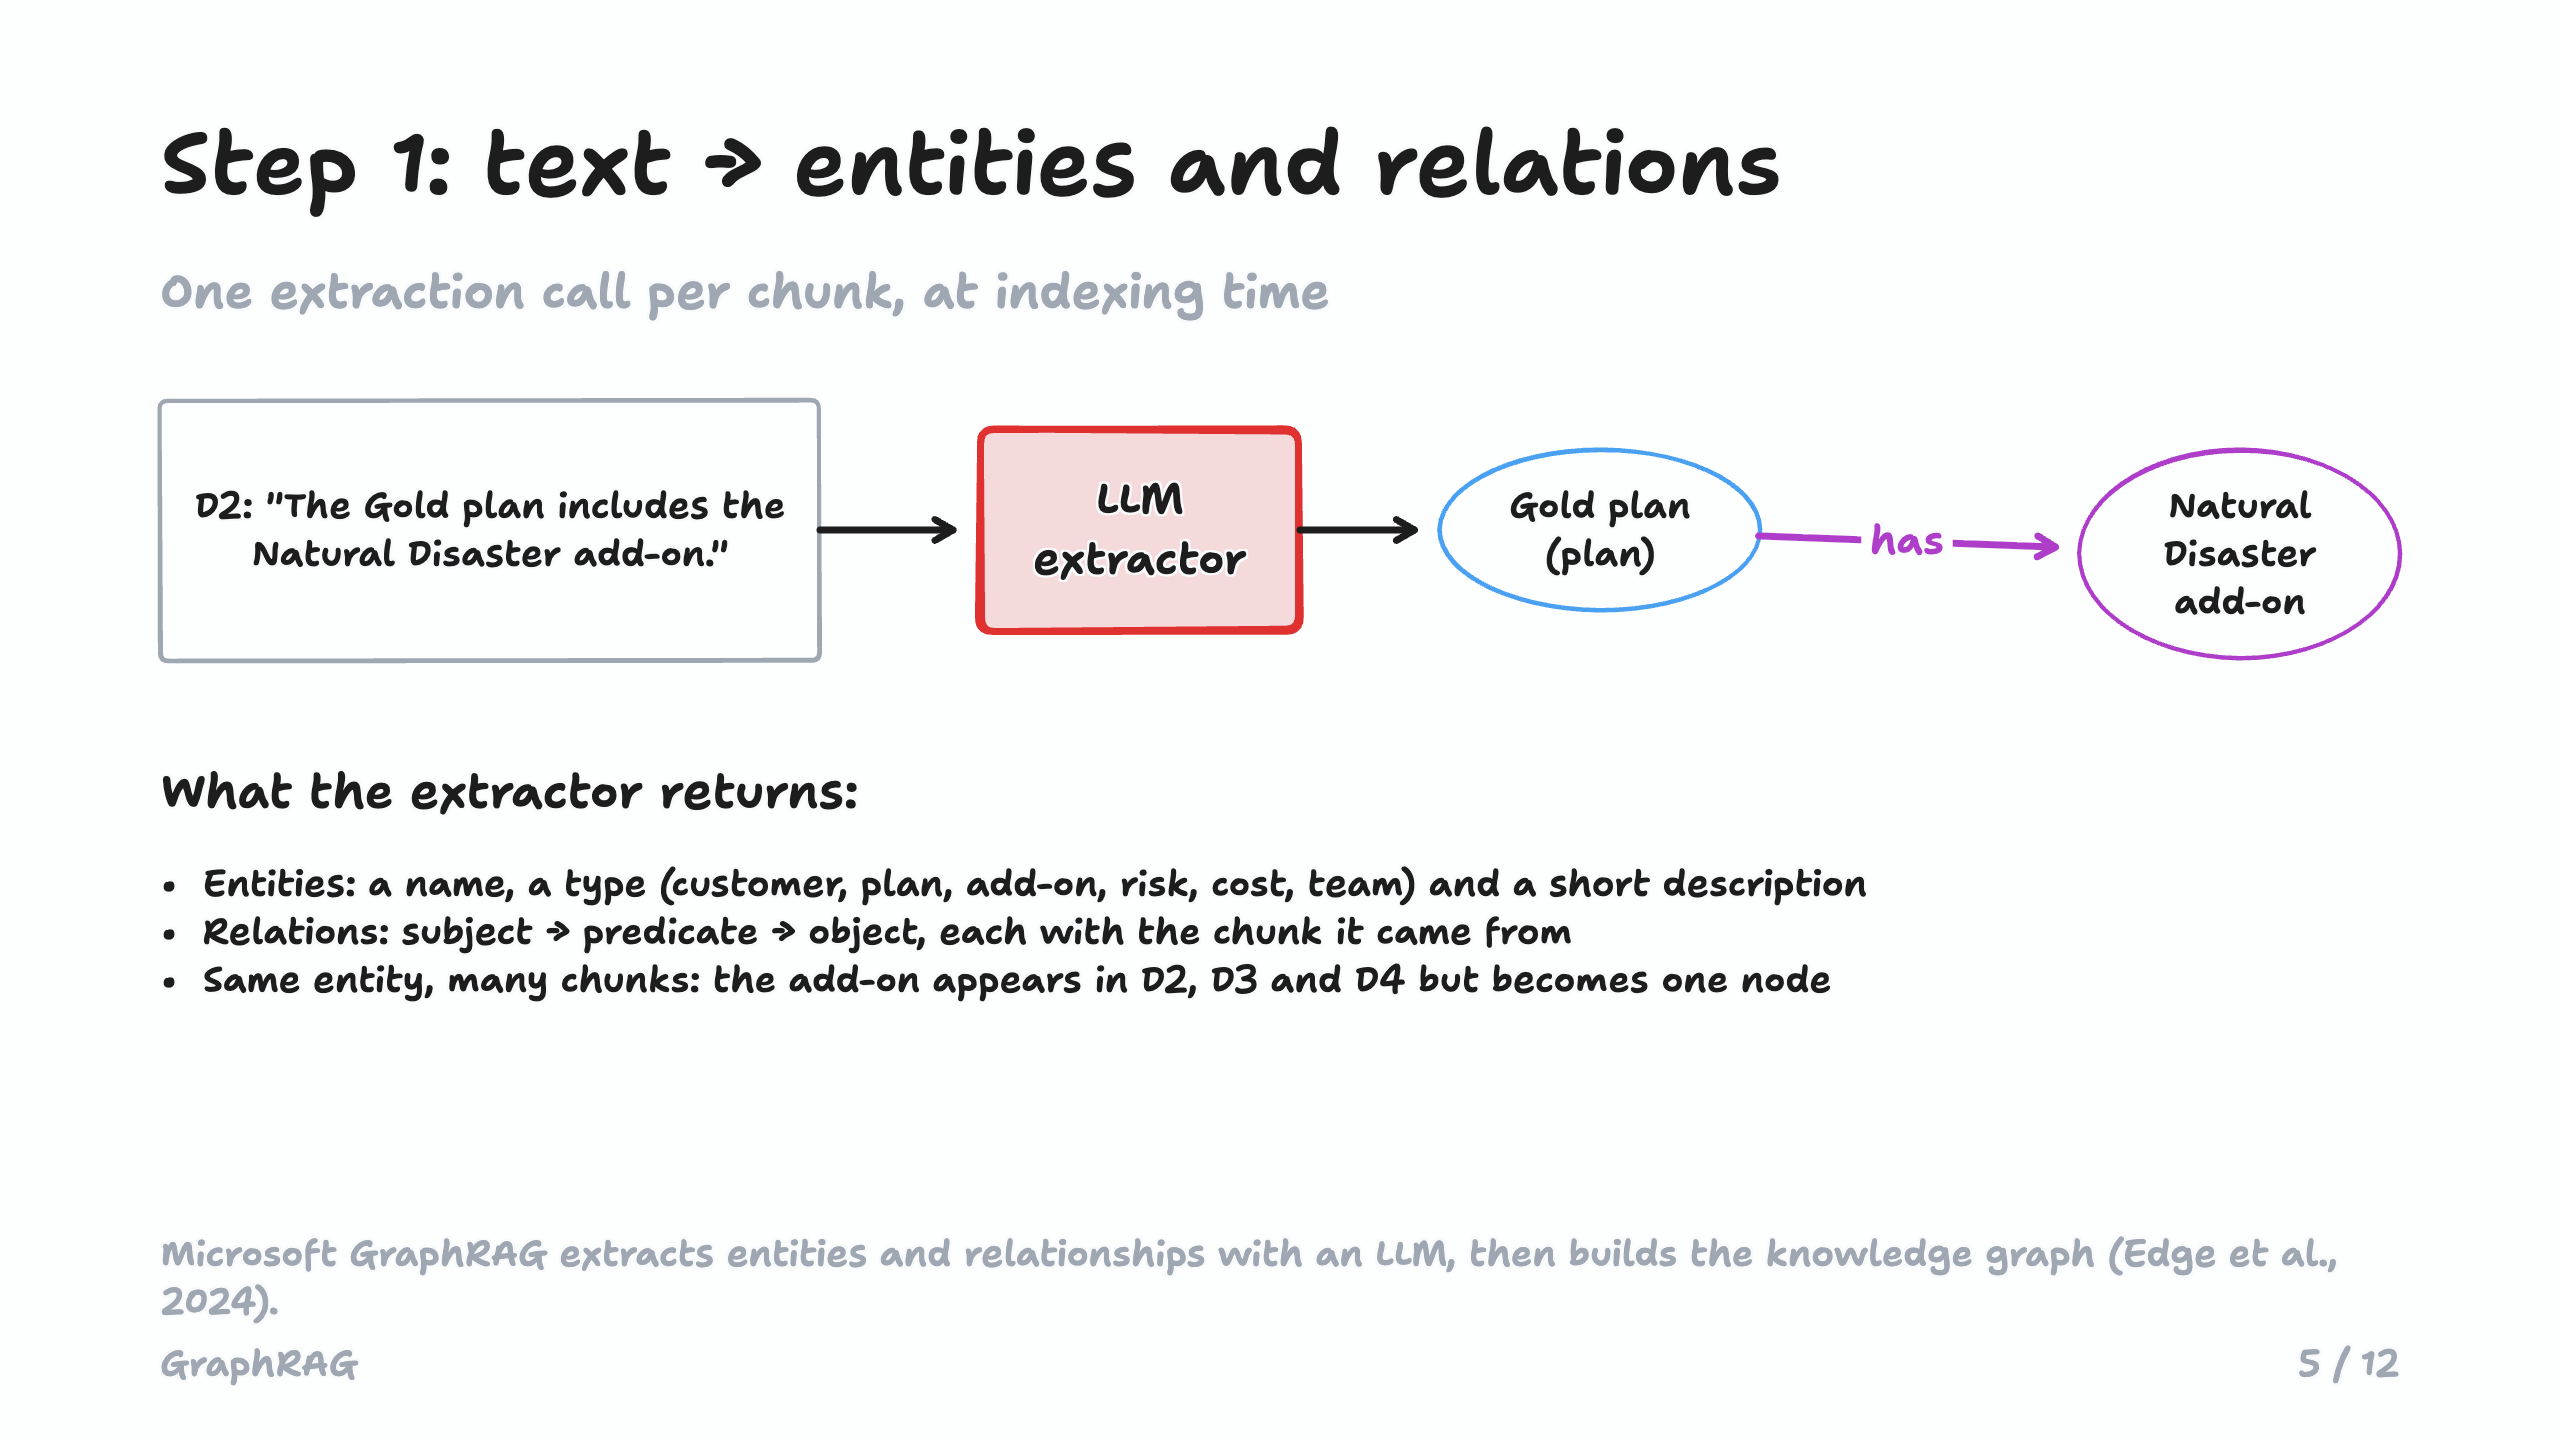 Step 1: text → entities and relations
One extraction call per chunk, at indexing time
D2: "The Gold plan includes the
Natural Disaster add-on."
LLM
extractor
Gold plan
(plan)
has
Natural
Disaster
add-on
What the extractor returns:
• Entities: a name, a type (customer, plan, add-on, risk, cost, team) and a short description
• Relations: subject → predicate → object, each with the chunk it came from
• Same entity, many chunks: the add-on appears in D2, D3 and D4 but becomes one node
Microsoft GraphRAG extracts entities and relationships with an LLM, then builds the knowledge graph (Edge et al.,
2024).
GraphRAG
5 / 12